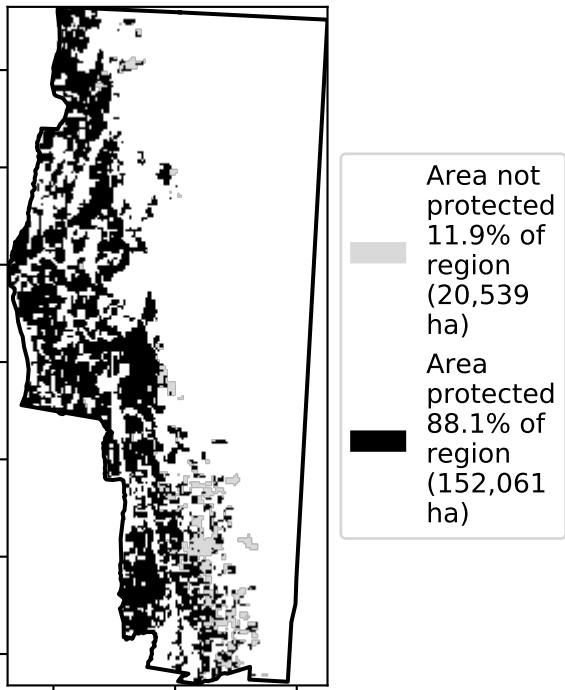 Area not
protected
11.9% of
region
(20,539
ha)
Area
protected
88.1% of
region
(152,061
ha)